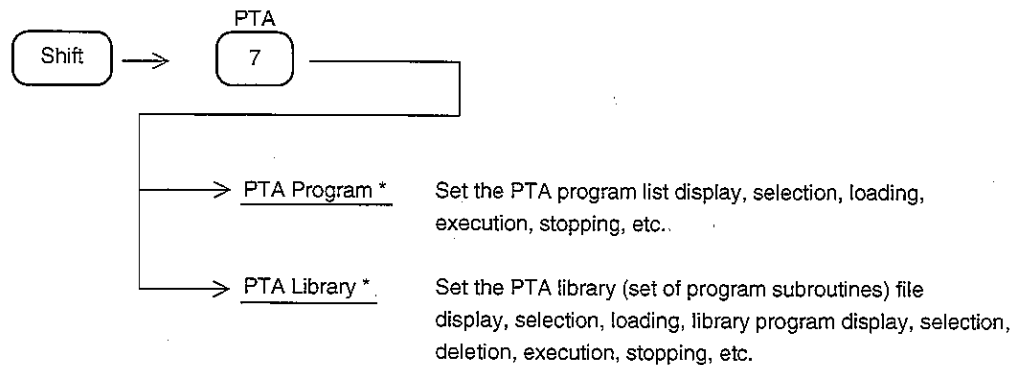 PTA
Shift
7
PTA Program * Set the PTA program list display, selection, loading,
execution, stopping, etc.
PTA Library * Set the PTA library (set of program subroutines) file
display, selection, loading, library program display, selection,
deletion, execution, stopping, etc.